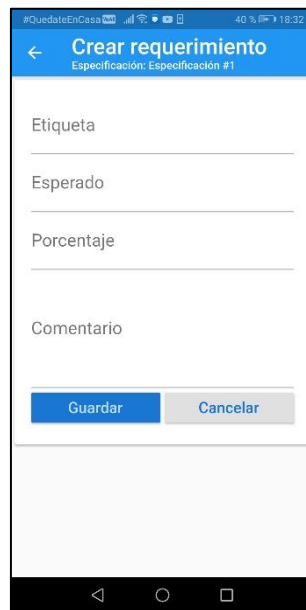 #QuedateEnCasa 40 % 18:32
Crear requerimiento
Especificación: Especificación #1
Etiqueta
Esperado
Porcentaje
Comentario
Guardar Cancelar